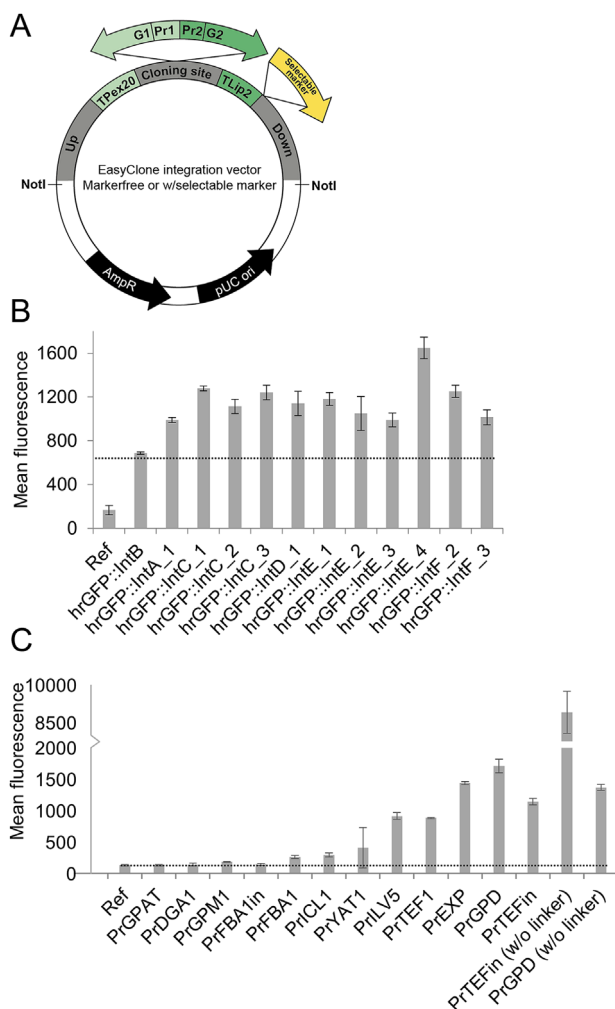 A
G1 Pr1 Pr2 G2
Selectable
marker
TPex20 Cloning site TLip2
Up
Down
EasyClone integration vector
Markerfree or w/selectable marker
NotI
NotI
AmpR
pUC ori
B
Mean fluorescence
1600
1200
800
400
0
Ref
hrGFP::IntB
hrGFP::IntA_1
hrGFP::IntC_1
hrGFP::IntC_2
hrGFP::IntC_3
hrGFP::IntD_1
hrGFP::IntE_1
hrGFP::IntE_2
hrGFP::IntE_3
hrGFP::IntE_4
hrGFP::IntF_2
hrGFP::IntF_3
C
Mean fluorescence
10000
8500
2000
1500
1000
500
0
Ref
PrGPAT
PrDGA1
PrGPM1
PrFBA1in
PrFBA1
PrICL1
PrYAT1
PrILV5
PrTEF1
PrEXP
PrGPD
PrTEFin
PrTEFin (w/o linker)
PrGPD (w/o linker)